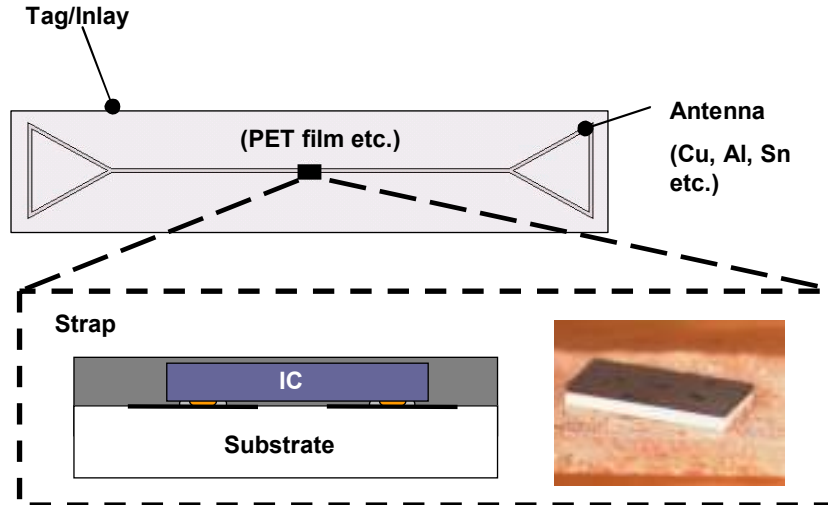 Tag/Inlay
(PET film etc.)
Antenna
(Cu, Al, Sn
etc.)
Strap
IC
Substrate